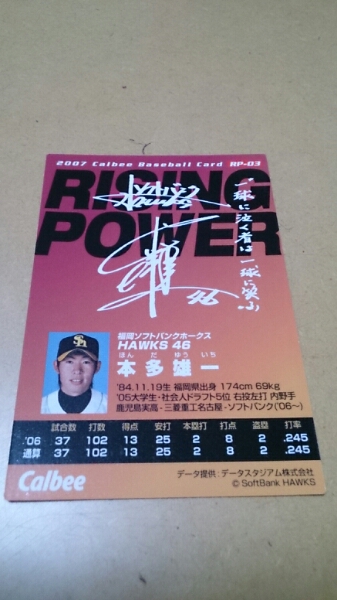 2007 Calbee Baseball Card RP-03
RISING
POWER
一球に泣く者は一球に笑う
46
福岡ソフトバンクホークス
HAWKS 46
ほんだ ゆういち
本多雄一
'84.11.19生 福岡県出身 174cm 69kg
'05大学生・社会人ドラフト5位 右投左打 内野手
鹿児島実高-三菱重工名古屋-ソフトバンク('06~)
試合数 打数 得点 安打 本塁打 打点 盗塁 打率
'06 37 102 13 25 2 8 2 .245
通算 37 102 13 25 2 8 2 .245
データ提供:データスタジアム株式会社
Calbee
© SoftBank HAWKS